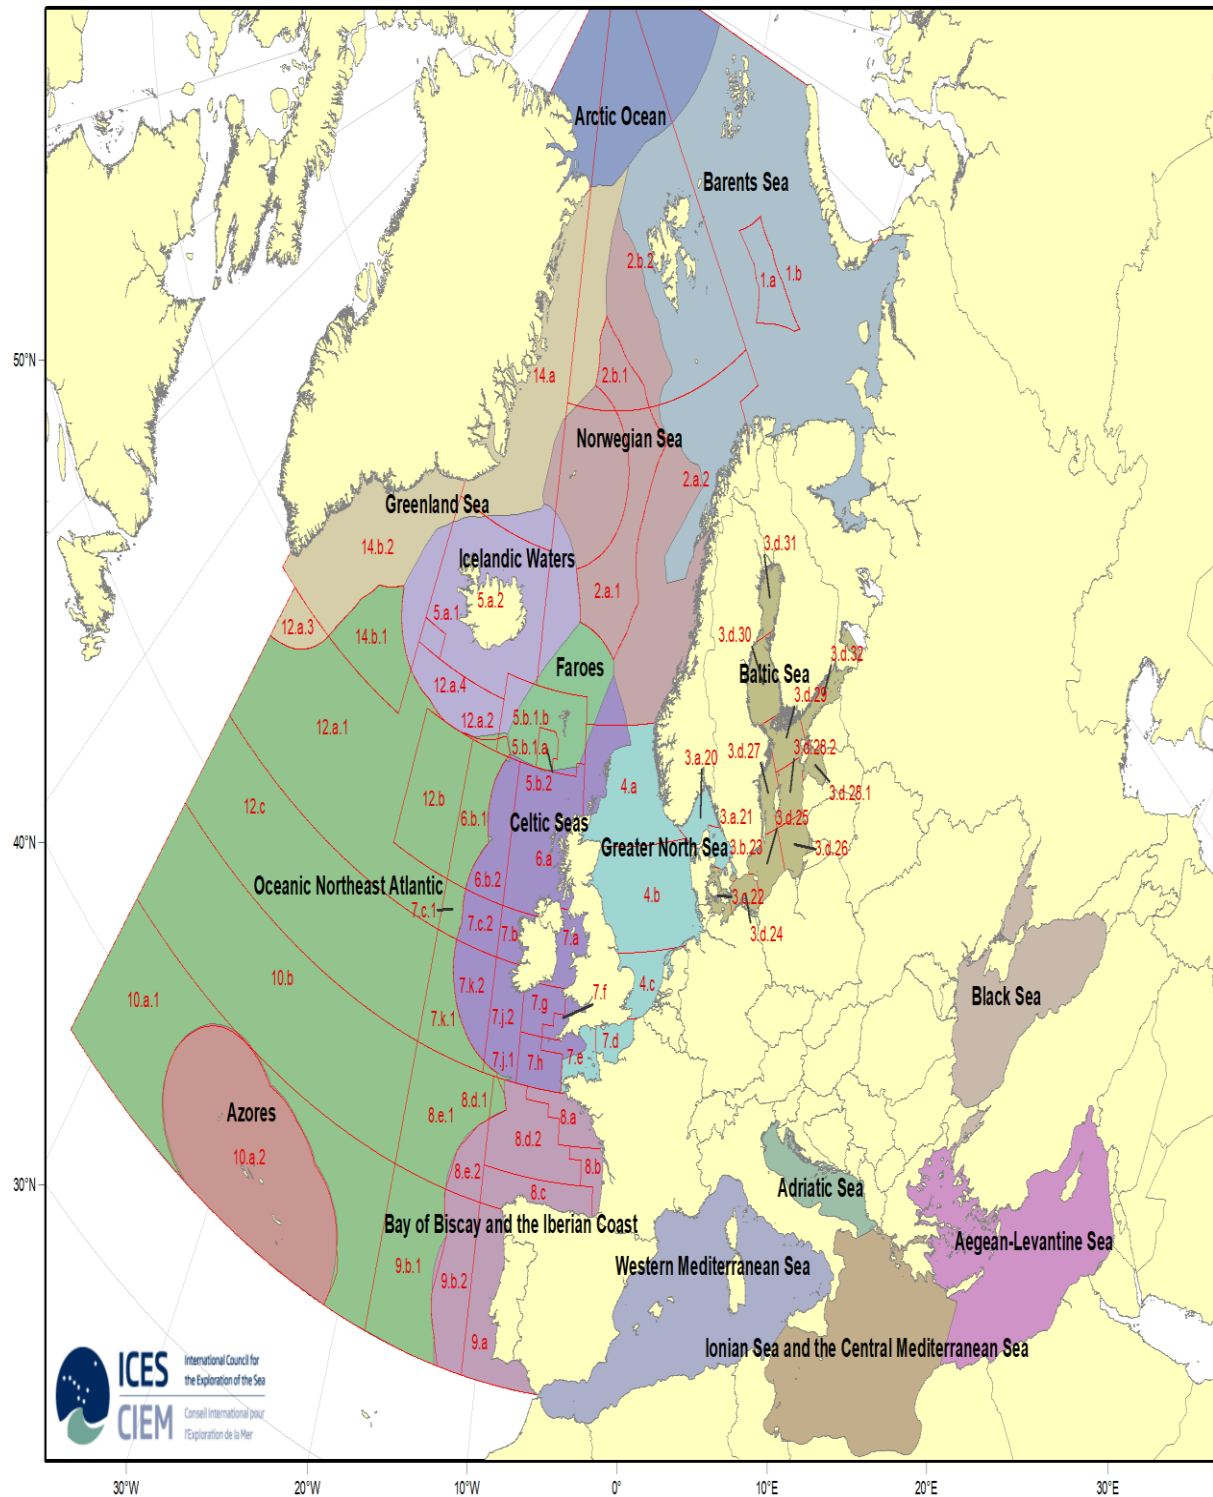 Arctic Ocean
Barents Sea
2.b.2
1.a
1.b
50°N
14.a
2.b.1
Norwegian Sea
2.a.2
Greenland Sea
14.b.2
Icelandic Waters
3.d.31
5.a.1
5.a.2
2.a.1
12.a.3
14.b.1
3.d.30
3.d.32
Faroes
Baltic Sea
12.a.4
3.d.29
12.a.1
12.a.2
5.b.1.b
5.b.1.a
3.a.20
3.d.27
3.d.28.2
4.a
5.b.2
3.d.28.1
12.c
12.b
6.b.1
Celtic Seas
3.a.21
3.d.25
40°N
Greater North Sea
3.b.23
3.d.26
6.a
Oceanic Northeast Atlantic
6.b.2
4.b
3.c.22
7.c.1
7.c.2
7.b
7.a
3.d.24
10.b
10.a.1
7.k.2
7.g
7.f
4.c
Black Sea
7.k.1
7.j.2
7.d
7.j.1
7.h
7.e
8.d.1
Azores
8.e.1
8.a
8.d.2
10.a.2
8.e.2
8.b
30°N
8.c
Adriatic Sea
Bay of Biscay and the Iberian Coast
Aegean-Levantine Sea
9.b.1
9.b.2
Western Mediterranean Sea
9.a
Ionian Sea and the Central Mediterranean Sea
ICES
International Council for
the Exploration of the Sea
CIEM
Conseil International pour
l'Exploration de la Mer
30°W
20°W
10°W
0°
10°E
20°E
30°E